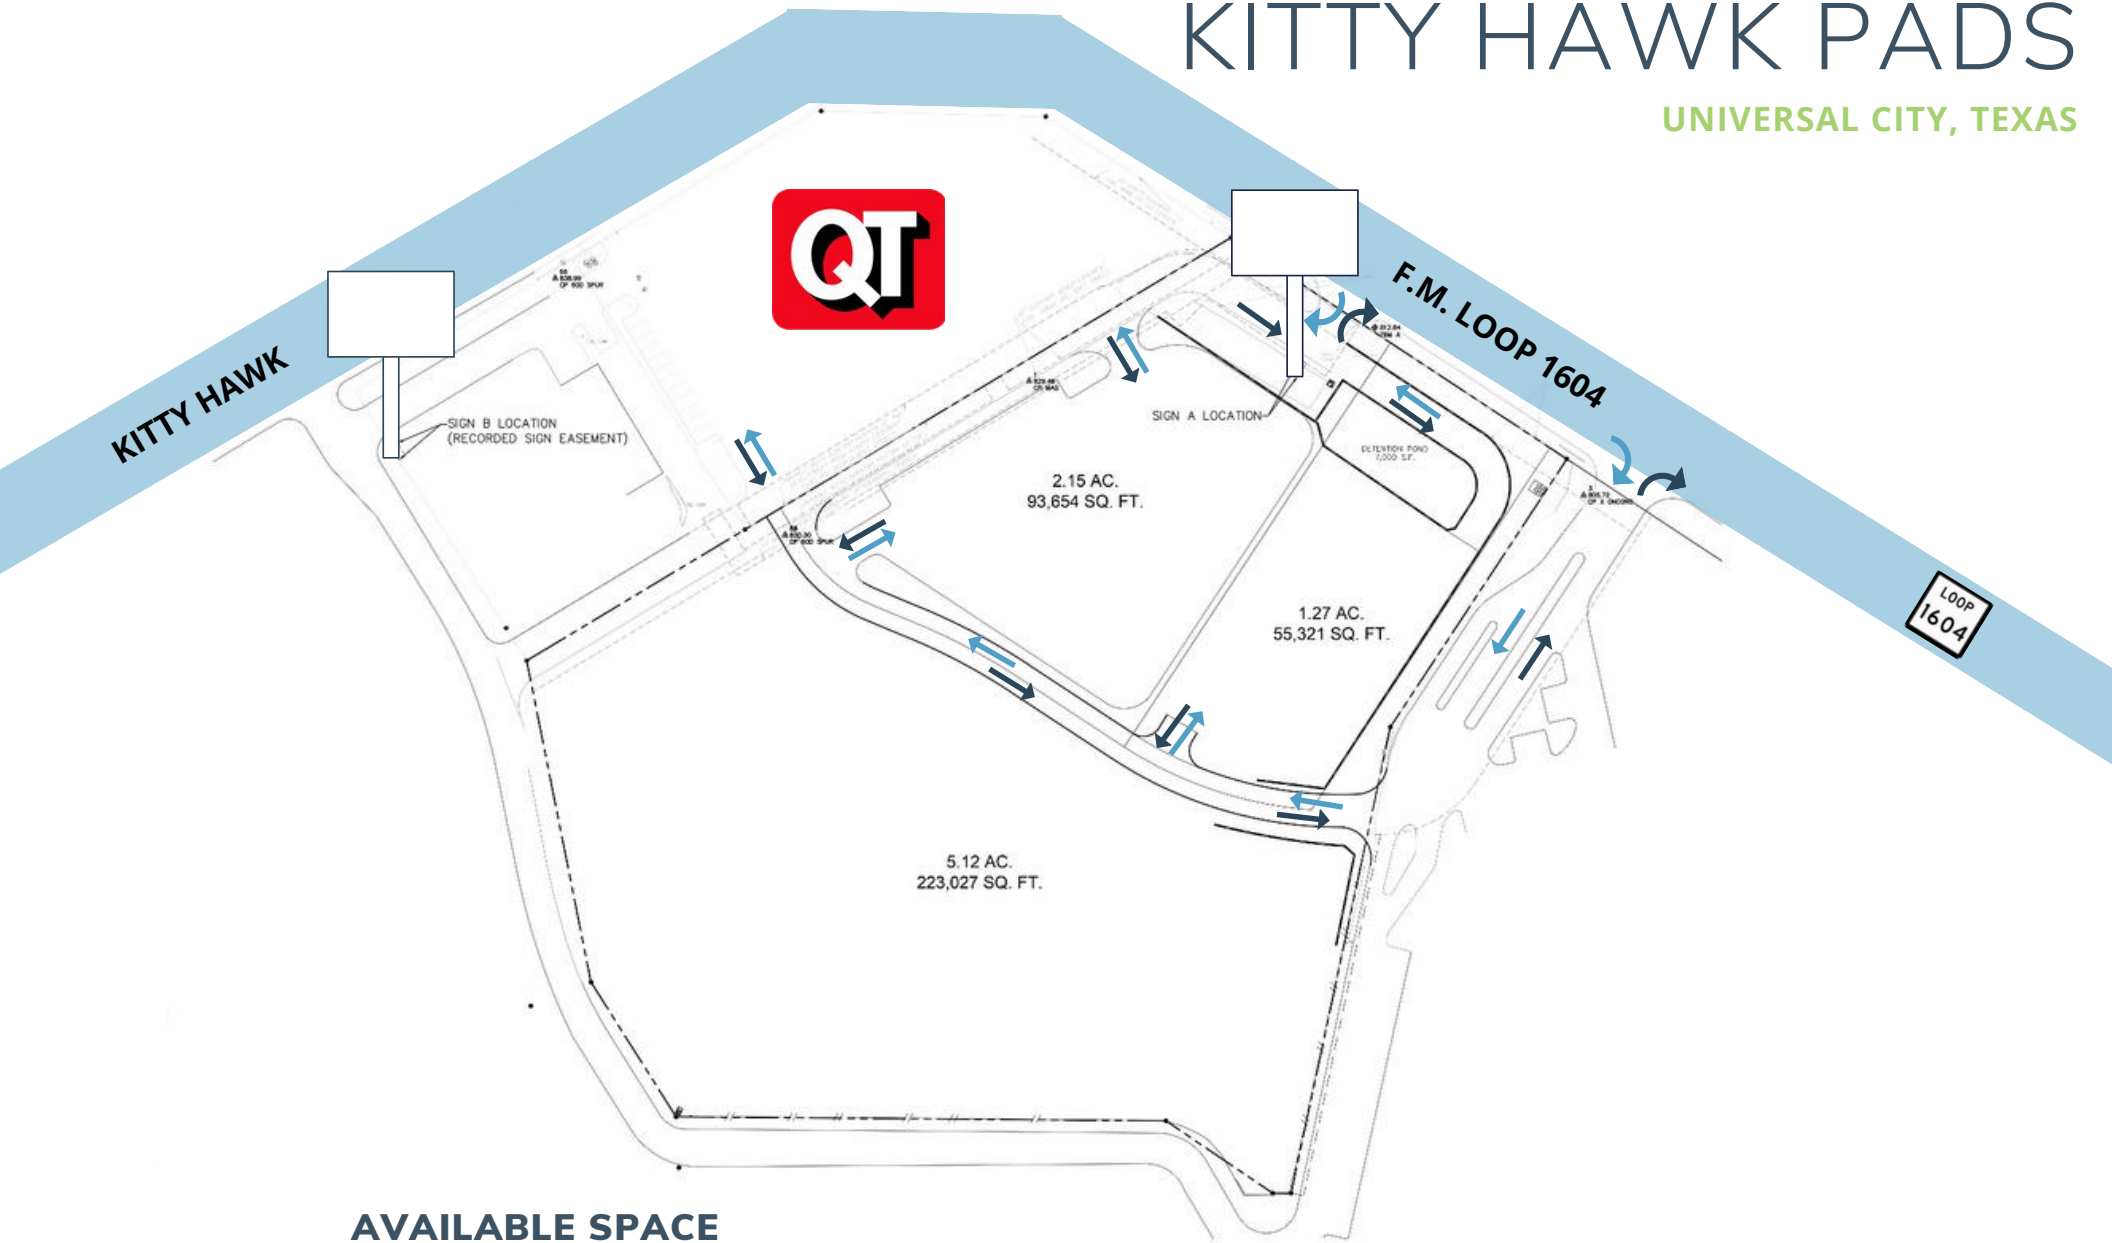 KITTY HAWK PADS
UNIVERSAL CITY, TEXAS
QT
KITTY HAWK
F.M. LOOP 1604
SIGN B LOCATION
(RECORDED SIGN EASEMENT)
SIGN A LOCATION
DETENTION POND
7,000 S.F.
2.15 AC.
93,654 SQ. FT.
1.27 AC.
55,321 SQ. FT.
LOOP
1604
5.12 AC.
223,027 SQ. FT.
AVAILABLE SPACE